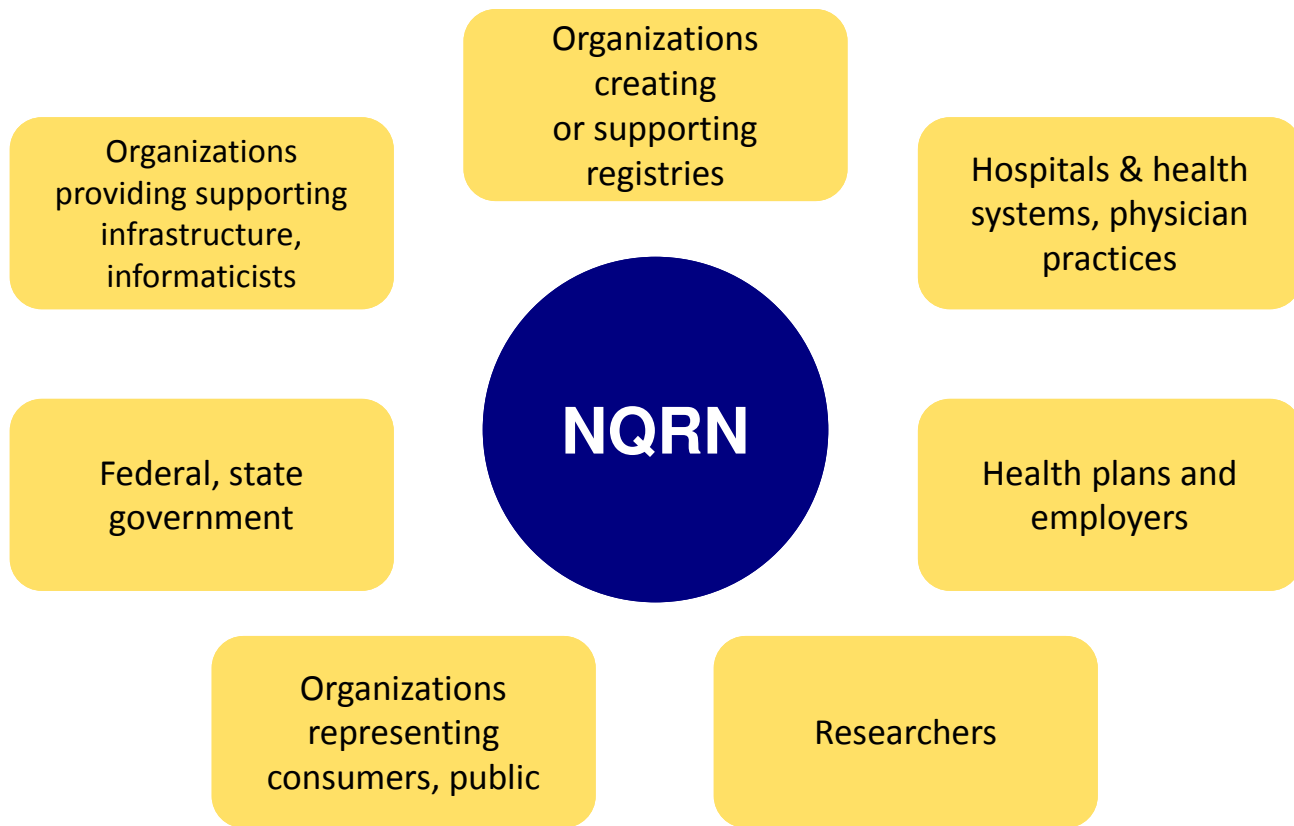 Organizations
creating
or supporting
registries
Organizations
providing supporting
infrastructure,
informaticists
Hospitals & health
systems, physician
practices
NQRN
Federal, state
government
Health plans and
employers
Organizations
representing
consumers, public
Researchers